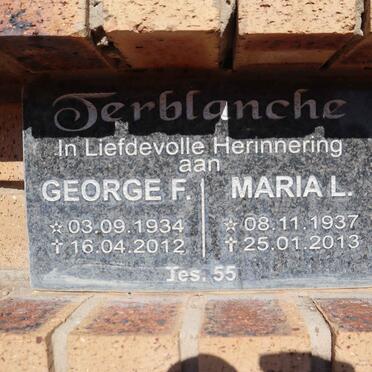 Terblanche
In Liefdevolle Herinnering
aan
GEORGE F. | MARIA L.
☆ 03.09.1934 | ☆ 08.11.1937
✝ 16.04.2012 | ✝ 25.01.2013
Jes. 55